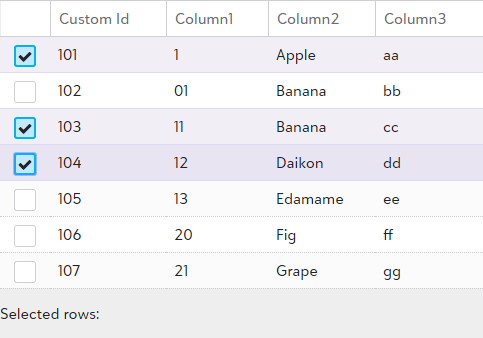 Custom Id Column1 Column2 Column3
101 1 Apple aa
102 01 Banana bb
103 11 Banana cc
104 12 Daikon dd
105 13 Edamame ee
106 20 Fig ff
107 21 Grape gg
Selected rows: